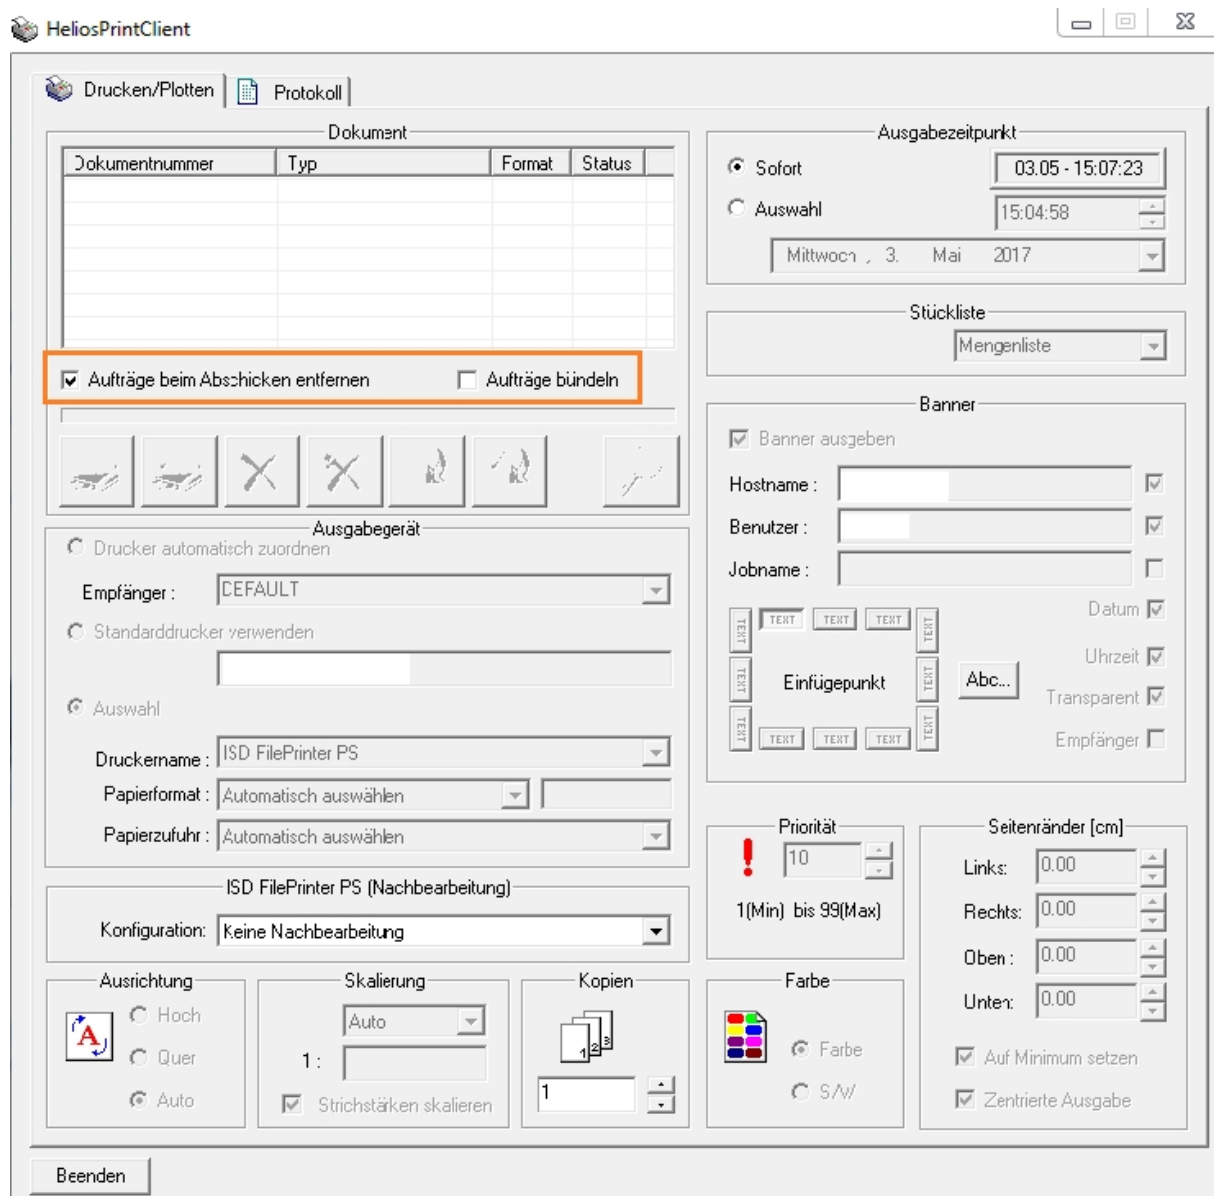 HeliosPrintClient
Drucken/Plotten
Protokoll
Dokument
Dokumentnummer Typ Format Status
Aufträge beim Abschicken entfernen
Aufträge bündeln
Ausgabegerät
Drucker automatisch zuordnen
Empfänger : DEFAULT
Standarddrucker verwenden
Auswahl
Druckername : ISD FilePrinter PS
Papierformat : Automatisch auswählen
Papierzufuhr : Automatisch auswählen
ISD FilePrinter PS (Nachbearbeitung)
Konfiguration: Keine Nachbearbeitung
Ausrichtung
A
Hoch
Quer
Auto
Skalierung
Auto
1 :
Strichstärken skalieren
Kopien
1 2 3
1
Ausgabezeitpunkt
Sofort 03.05 - 15:07:23
Auswahl 15:04:58
Mittwoch , 3. Mai 2017
Stückliste
Mengenliste
Banner
Banner ausgeben
Hostname :
Benutzer :
Jobname :
TEXT TEXT TEXT TEXT TEXT
TEXT Einfügepunkt TEXT
TEXT TEXT TEXT TEXT TEXT
Abc...
Datum
Uhrzeit
Transparent
Empfänger
Priorität
10
1(Min) bis 99(Max)
Farbe
Farbe
S/W
Seitenränder [cm]
Links: 0.00
Rechts: 0.00
Oben : 0.00
Unten: 0.00
Auf Minimum setzen
Zentrierte Ausgabe
Beenden